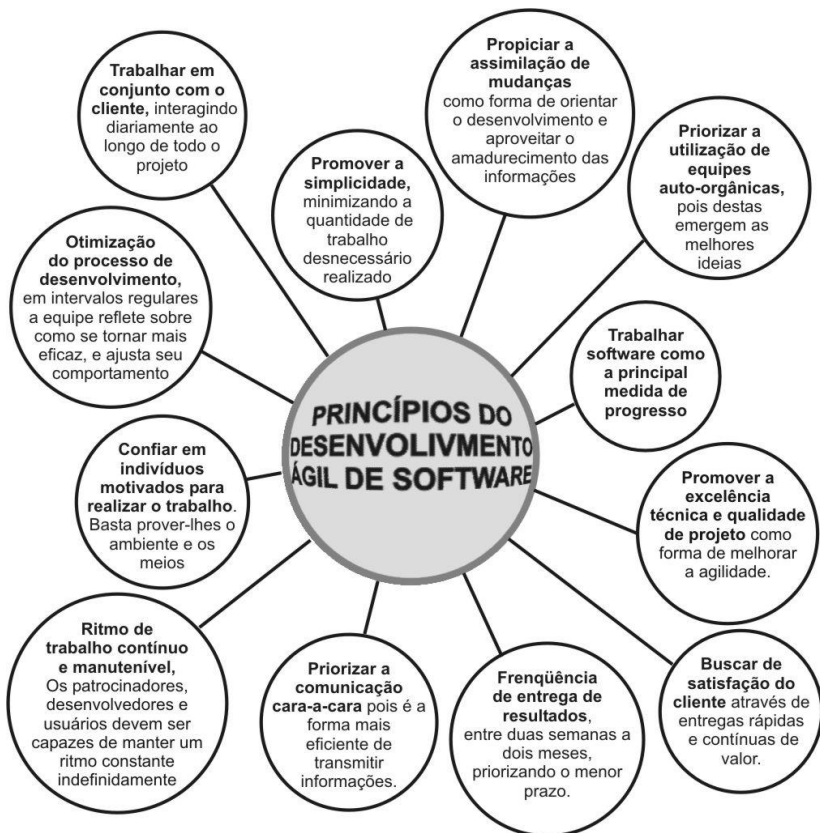 PRINCÍPIOS DO
DESENVOLIVMENTO
ÁGIL DE SOFTWARE
Trabalhar em
conjunto com o
cliente, interagindo
diariamente ao
longo de todo o
projeto
Promover a
simplicidade,
minimizando a
quantidade de
trabalho
desnecessário
realizado
Propiciar a
assimilação de
mudanças
como forma de orientar
o desenvolvimento e
aproveitar o
amadurecimento das
informações
Priorizar a
utilização de
equipes
auto-orgânicas,
pois destas
emergem as
melhores
ideias
Trabalhar
software como
a principal
medida de
progresso
Promover a
excelência
técnica e qualidade
de projeto como
forma de melhorar
a agilidade.
Buscar de
satisfação do
cliente através de
entregas rápidas
e contínuas de
valor.
Frenqüência
de entrega de
resultados,
entre duas semanas a
dois meses,
priorizando o menor
prazo.
Priorizar a
comunicação
cara-a-cara pois é a
forma mais
eficiente de
transmitir
informações.
Ritmo de
trabalho contínuo
e manutenível,
Os patrocinadores,
desenvolvedores e
usuários devem ser
capazes de manter um
ritmo constante
indefinidamente
Confiar em
indivíduos
motivados para
realizar o trabalho.
Basta prover-lhes o
ambiente e os
meios
Otimização
do processo de
desenvolvimento,
em intervalos regulares
a equipe reflete sobre
como se tornar mais
eficaz, e ajusta seu
comportamento